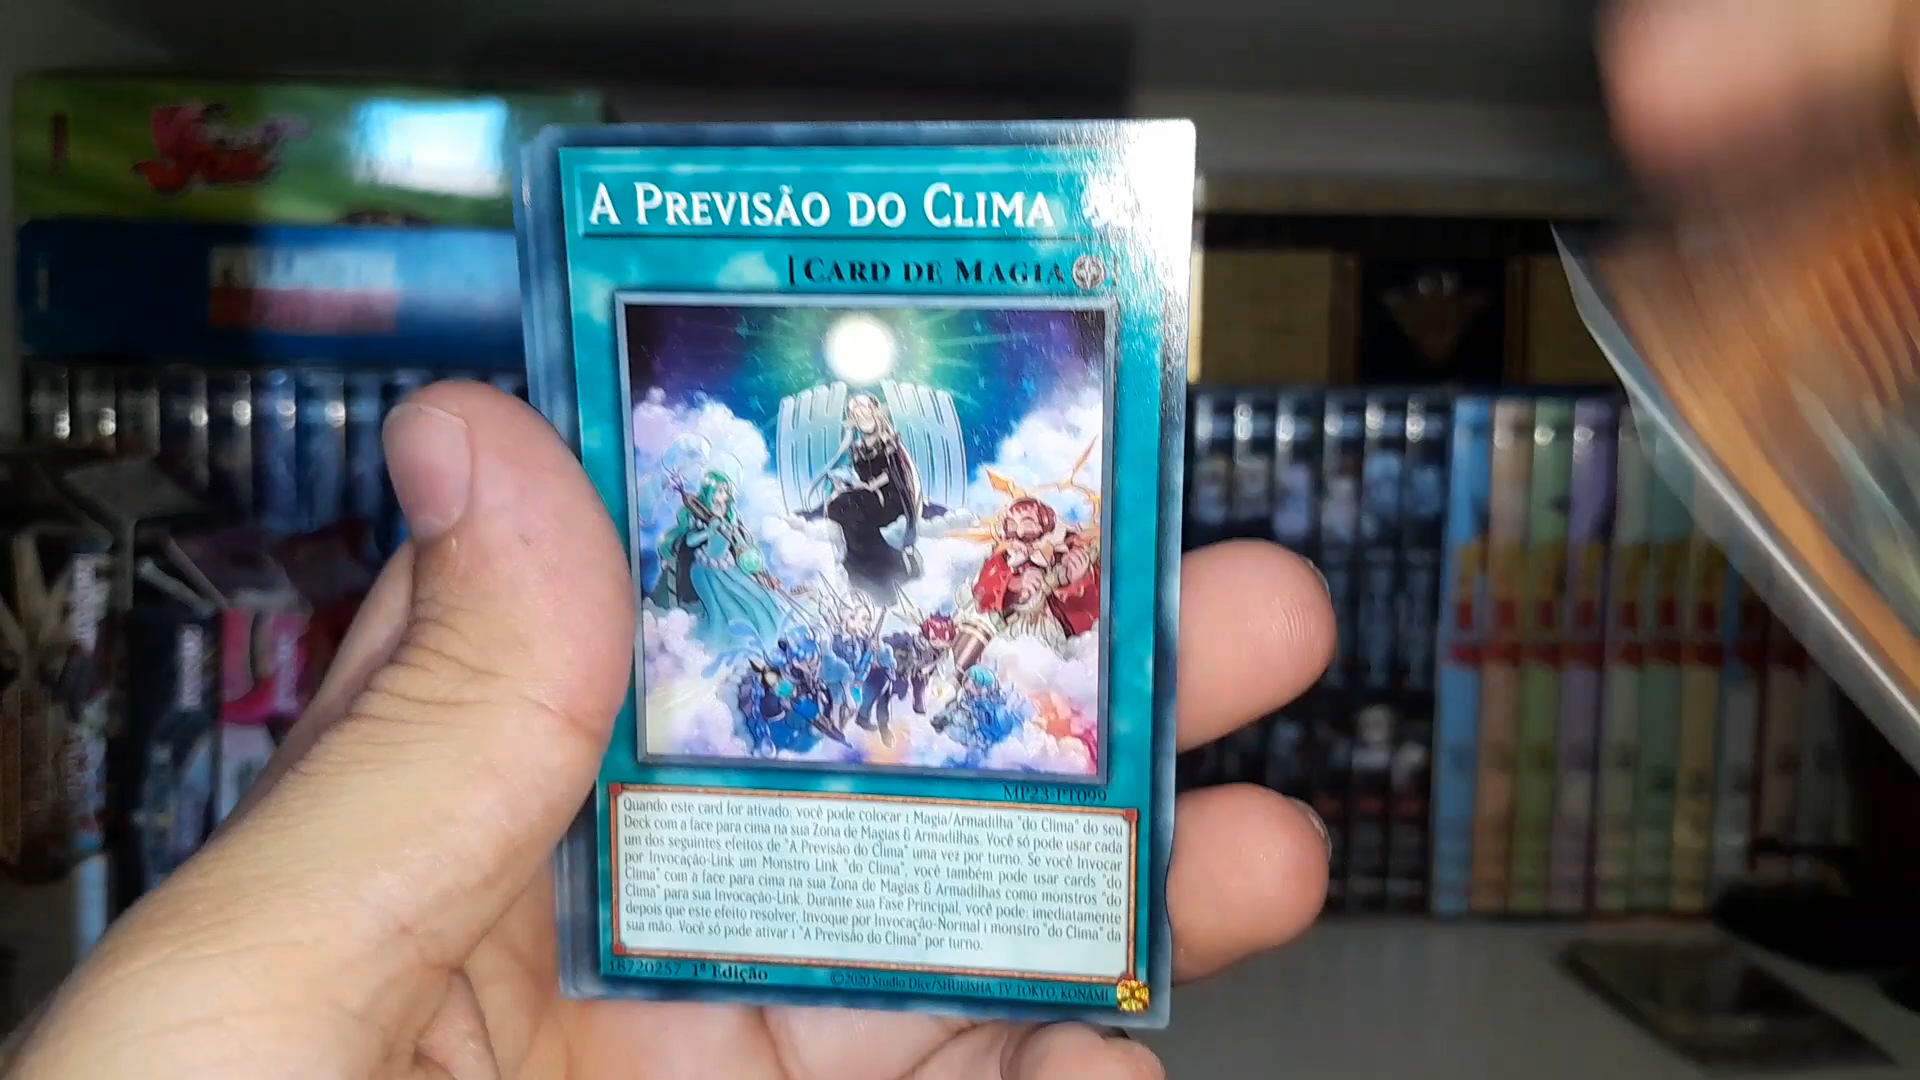 A Previsão do Clima
[Card de Magia
MP23-PT099
Quando este card for ativado: você pode colocar 1 Magia/Armadilha "do Clima" do seu
Deck com a face para cima na sua Zona de Magias & Armadilhas. Você só pode usar cada
um dos seguintes efeitos de "A Previsão do Clima" uma vez por turno. Se você Invocar
por Invocação-Link um Monstro Link "do Clima", você também pode usar cards "do
Clima" com a face para cima na sua Zona de Magias & Armadilhas como monstros "do
Clima" para sua Invocação-Link. Durante sua Fase Principal, você pode: imediatamente
depois que este efeito resolver, Invoque por Invocação-Normal 1 monstro "do Clima" da
sua mão. Você só pode ativar 1 "A Previsão do Clima" por turno.
18720257 1ª Edição
©2020 Studio Dice/SHUEISHA, TV TOKYO, KONAMI